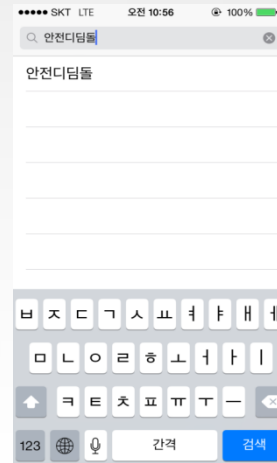 SKT LTE 오전 10:56 100%
안전디딤돌
안전디딤돌
ㅂ ㅈ ㄷ ㄱ ㅅ ㅛ ㅕ ㅑ ㅐ ㅔ
ㅁ ㄴ ㅇ ㄹ ㅎ ㅗ ㅓ ㅏ ㅣ
ㅋ ㅌ ㅊ ㅍ ㅠ ㅜ ㅡ
123 간격 검색